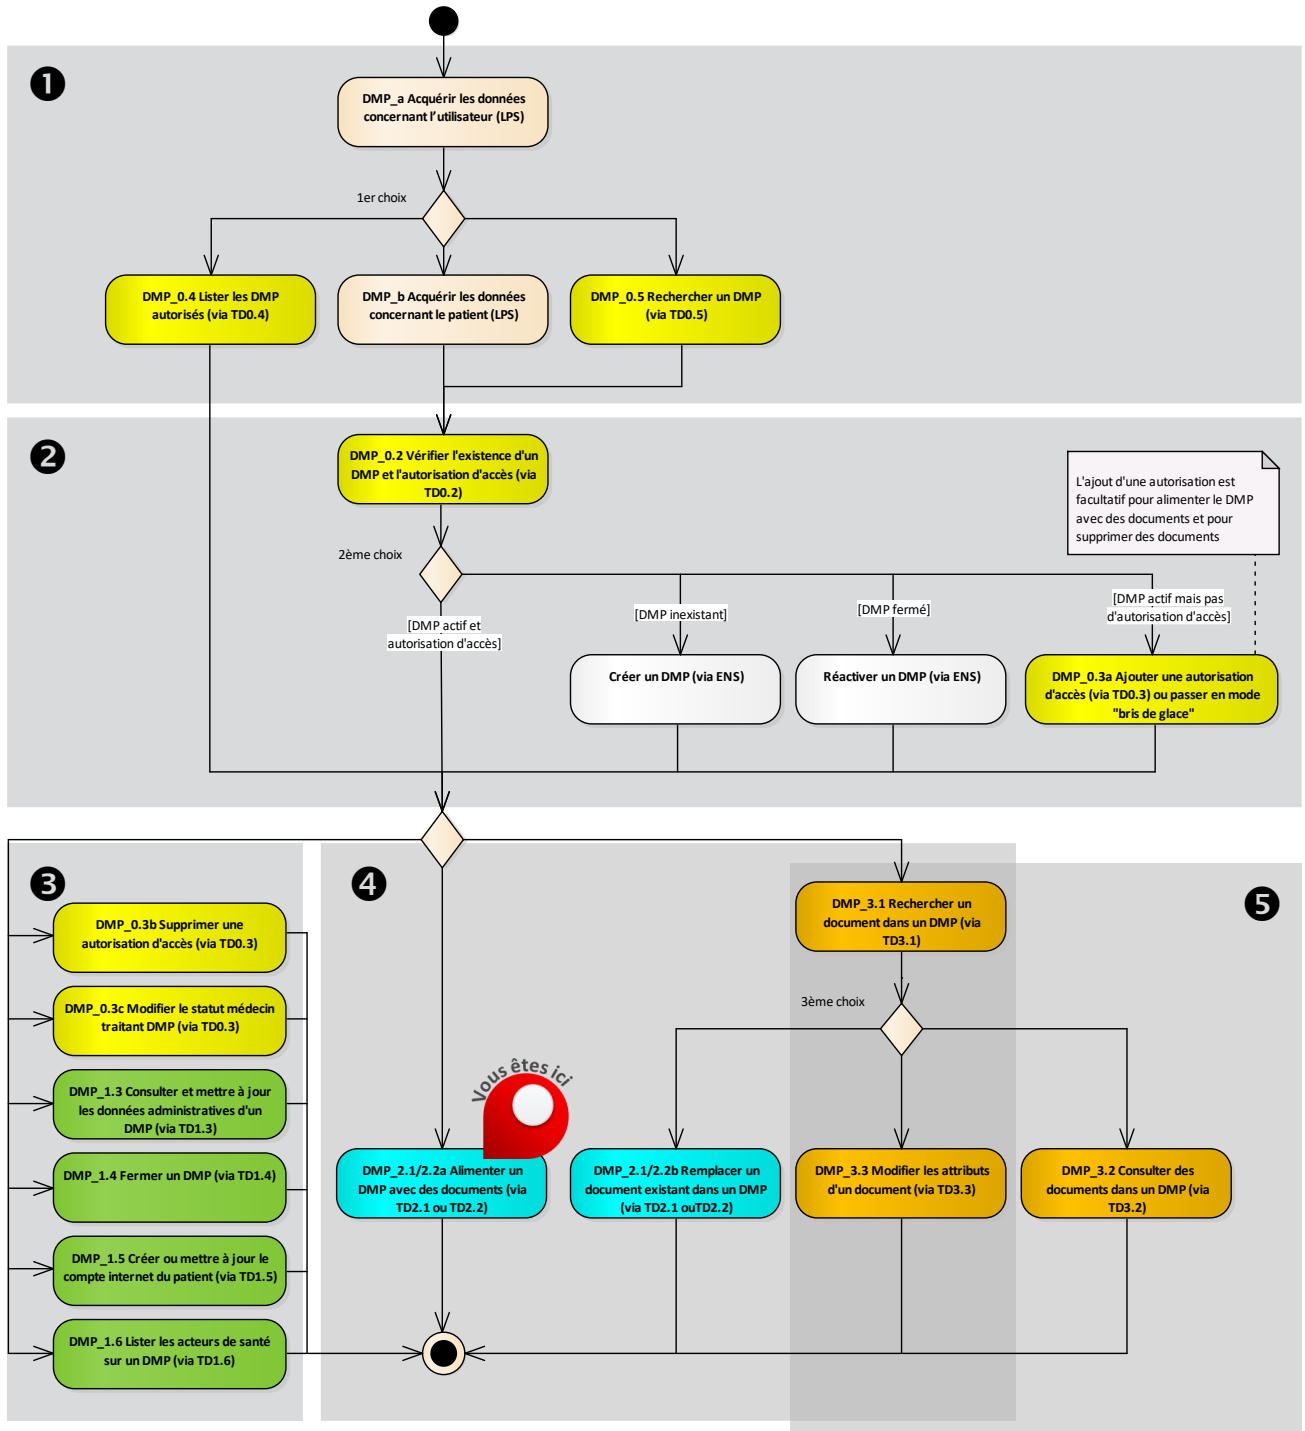 ❶
DMP_a Acquérir les données
concernant l'utilisateur (LPS)
1er choix
DMP_0.4 Lister les DMP
autorisés (via TD0.4)
DMP_b Acquérir les données
concernant le patient (LPS)
DMP_0.5 Rechercher un DMP
(via TD0.5)
❷
DMP_0.2 Vérifier l'existence d'un
DMP et l'autorisation d'accès (via
TD0.2)
L'ajout d'une autorisation est
facultatif pour alimenter le DMP
avec des documents et pour
supprimer des documents
2ème choix
[DMP actif et
autorisation d'accès]
[DMP inexistant]
[DMP fermé]
[DMP actif mais pas
d'autorisation d'accès]
Créer un DMP (via ENS)
Réactiver un DMP (via ENS)
DMP_0.3a Ajouter une autorisation
d'accès (via TD0.3) ou passer en mode
"bris de glace"
❸
DMP_0.3b Supprimer une
autorisation d'accès (via TD0.3)
DMP_0.3c Modifier le statut médecin
traitant DMP (via TD0.3)
DMP_1.3 Consulter et mettre à jour
les données administratives d'un
DMP (via TD1.3)
DMP_1.4 Fermer un DMP (via TD1.4)
DMP_1.5 Créer ou mettre à jour le
compte internet du patient (via TD1.5)
DMP_1.6 Lister les acteurs de santé
sur un DMP (via TD1.6)
❹
❺
DMP_3.1 Rechercher un
document dans un DMP (via
TD3.1)
3ème choix
Vous êtes ici
DMP_2.1/2.2a Alimenter un
DMP avec des documents (via
TD2.1 ou TD2.2)
DMP_2.1/2.2b Remplacer un
document existant dans un DMP
(via TD2.1 ouTD2.2)
DMP_3.3 Modifier les attributs
d'un document (via TD3.3)
DMP_3.2 Consulter des
documents dans un DMP (via
TD3.2)